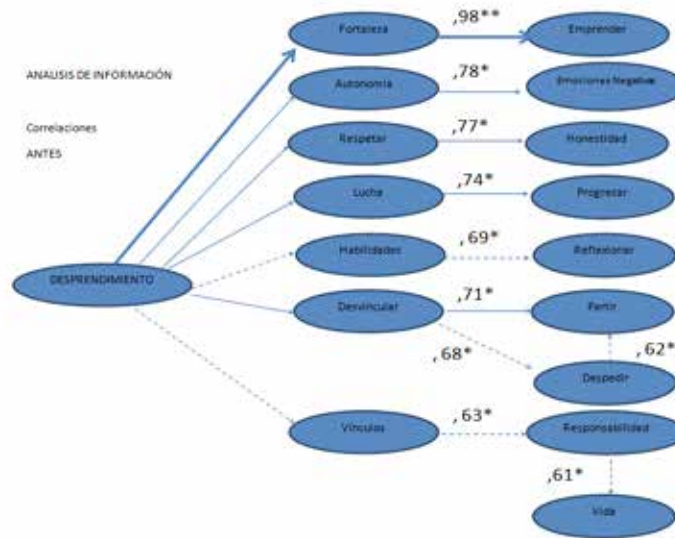 Fortaleza
,98**
Emprender
ANALISIS DE INFORMACIÓN
Autonomía
,78*
Emociones Negativas
Correlaciones
Respetar
,77*
Honestidad
ANTES
Lucha
,74*
Progresar
Habilidades
,69*
Reflexionar
DESPRENDIMIENTO
Desvincular
,71*
Partir
,68*
,62*
Despedir
Vínculos
,63*
Responsabilidad
,61*
Vida